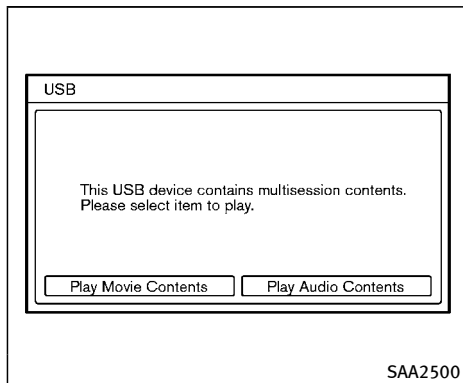 USB
This USB device contains multisession contents.
Please select item to play.
Play Movie Contents
Play Audio Contents
SAA2500